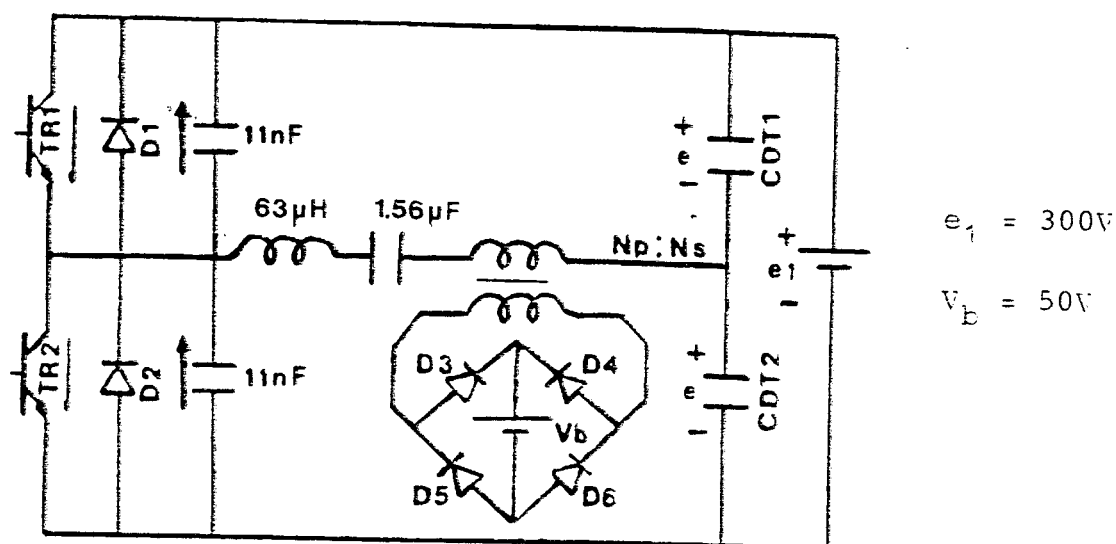 TR1
D1
11nF
+
e
-
CDT1
63µH
1.56µF
Np:Ns
+
e1
-
e₁ = 300V
V_b = 50V
TR2
D2
11nF
D3
D4
Vb
D5
D6
+
e
-
CDT2